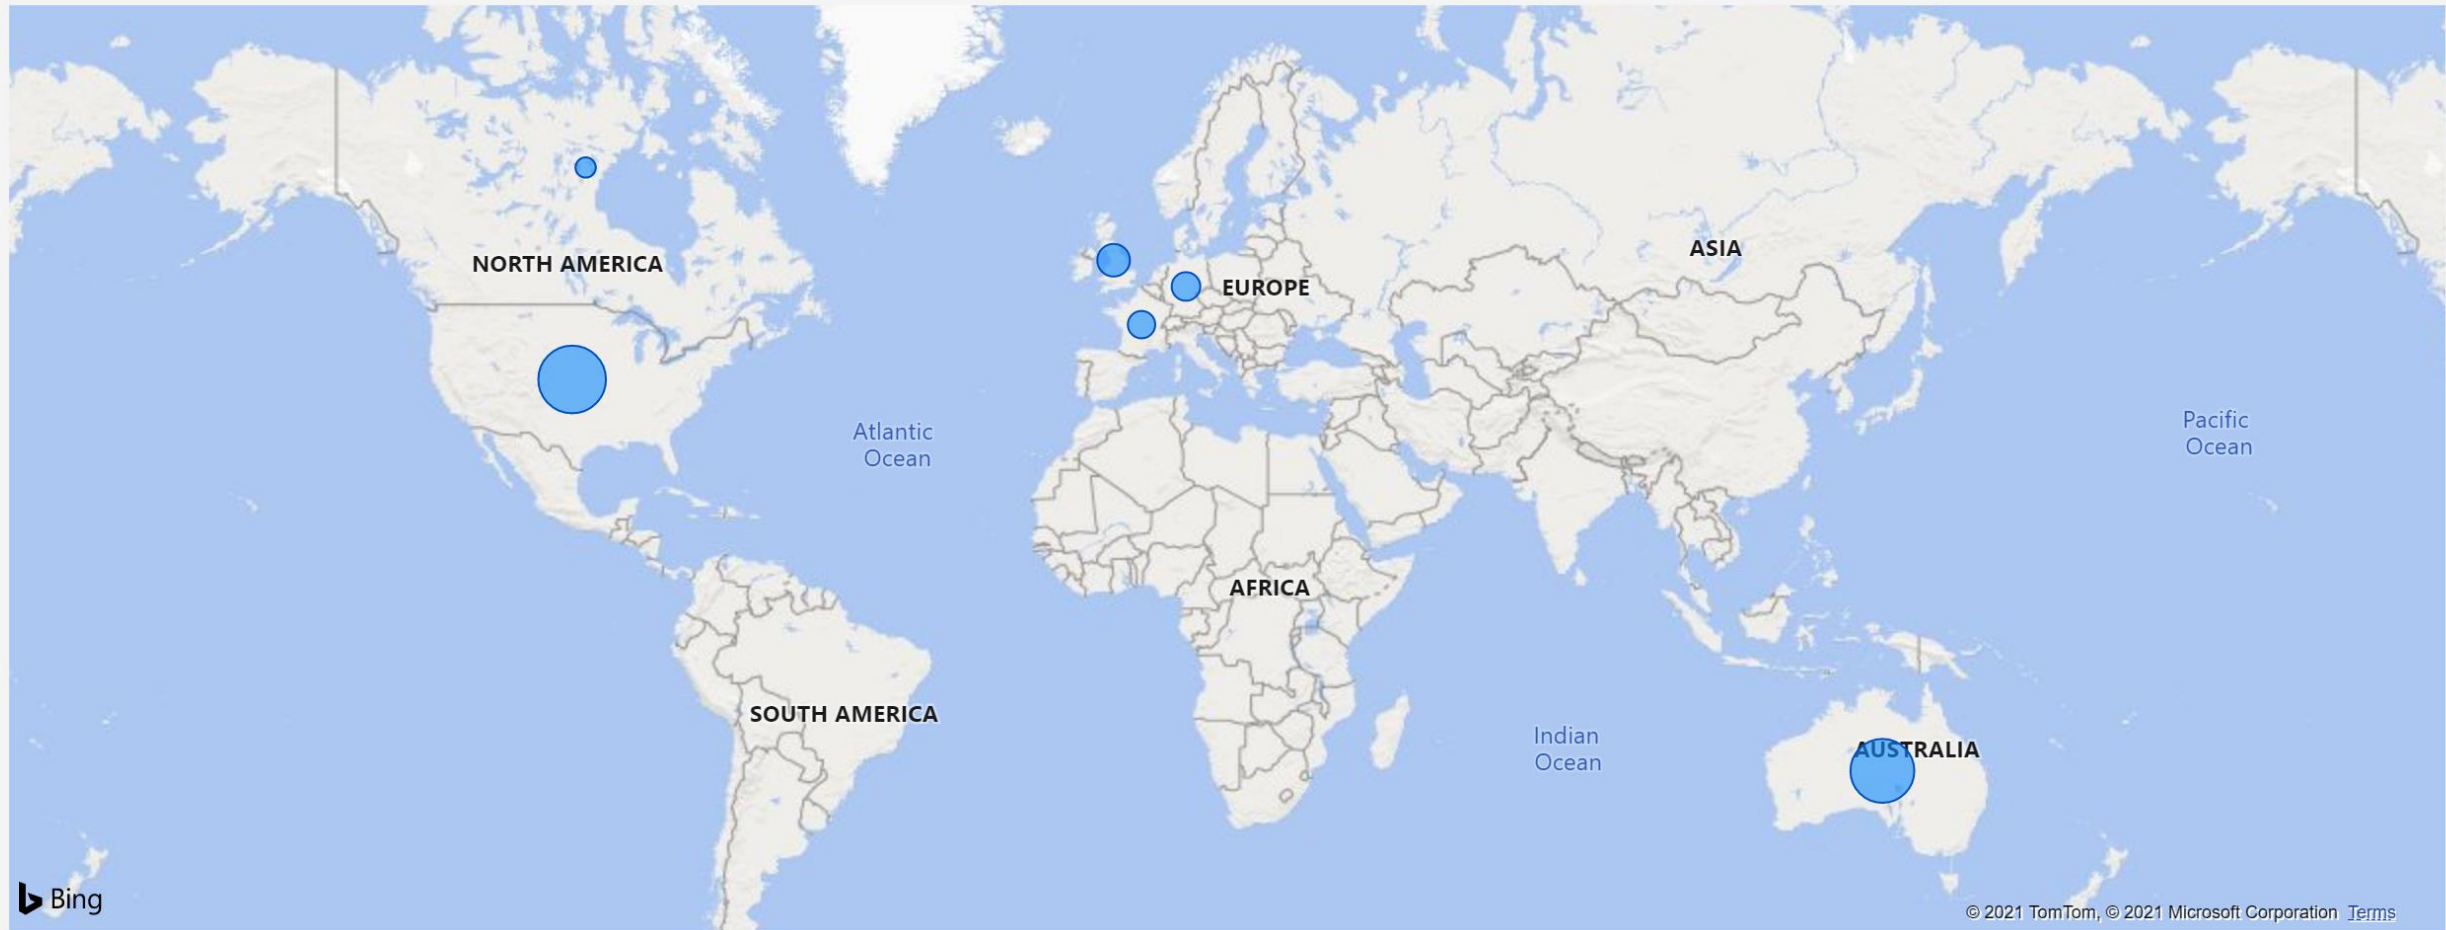 ASIA
NORTH AMERICA
EUROPE
Atlantic
Ocean
Pacific
Ocean
AFRICA
SOUTH AMERICA
Indian
Ocean
AUSTRALIA
Bing
© 2021 TomTom, © 2021 Microsoft Corporation Terms